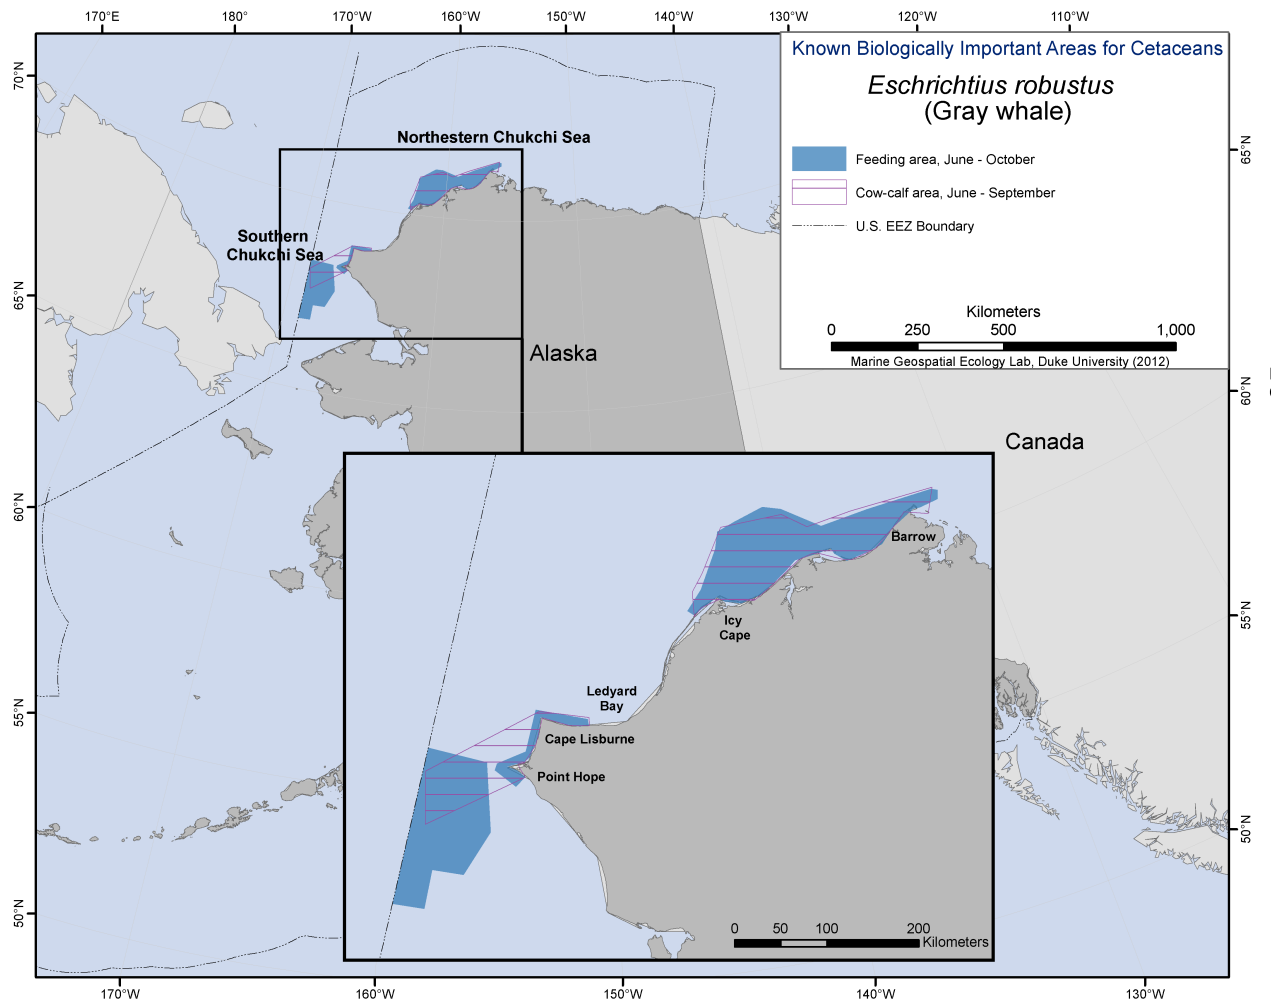 170°E 180° 170°W 160°W 150°W 140°W 130°W 120°W 110°W
Known Biologically Important Areas for Cetaceans
Eschrichtius robustus
(Gray whale)
Feeding area, June - October
Cow-calf area, June - September
U.S. EEZ Boundary
Kilometers
0 250 500 1,000
Marine Geospatial Ecology Lab, Duke University (2012)
70°N
65°N
60°N
55°N
50°N
65°N
60°N
55°N
50°N
Northestern Chukchi Sea
Southern
Chukchi Sea
Alaska
Canada
Barrow
Icy
Cape
Ledyard
Bay
Cape Lisburne
Point Hope
0 50 100 200
Kilometers
170°W 160°W 150°W 140°W 130°W